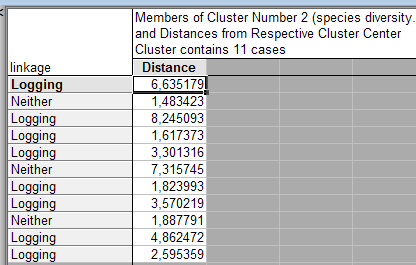 Members of Cluster Number 2 (species diversity.
and Distances from Respective Cluster Center
Cluster contains 11 cases
linkage Distance
Logging 6,635179
Neither 1,483423
Logging 8,245093
Logging 1,617373
Logging 3,301316
Neither 7,315745
Logging 1,823993
Logging 3,570219
Neither 1,887791
Logging 4,862472
Logging 2,595359